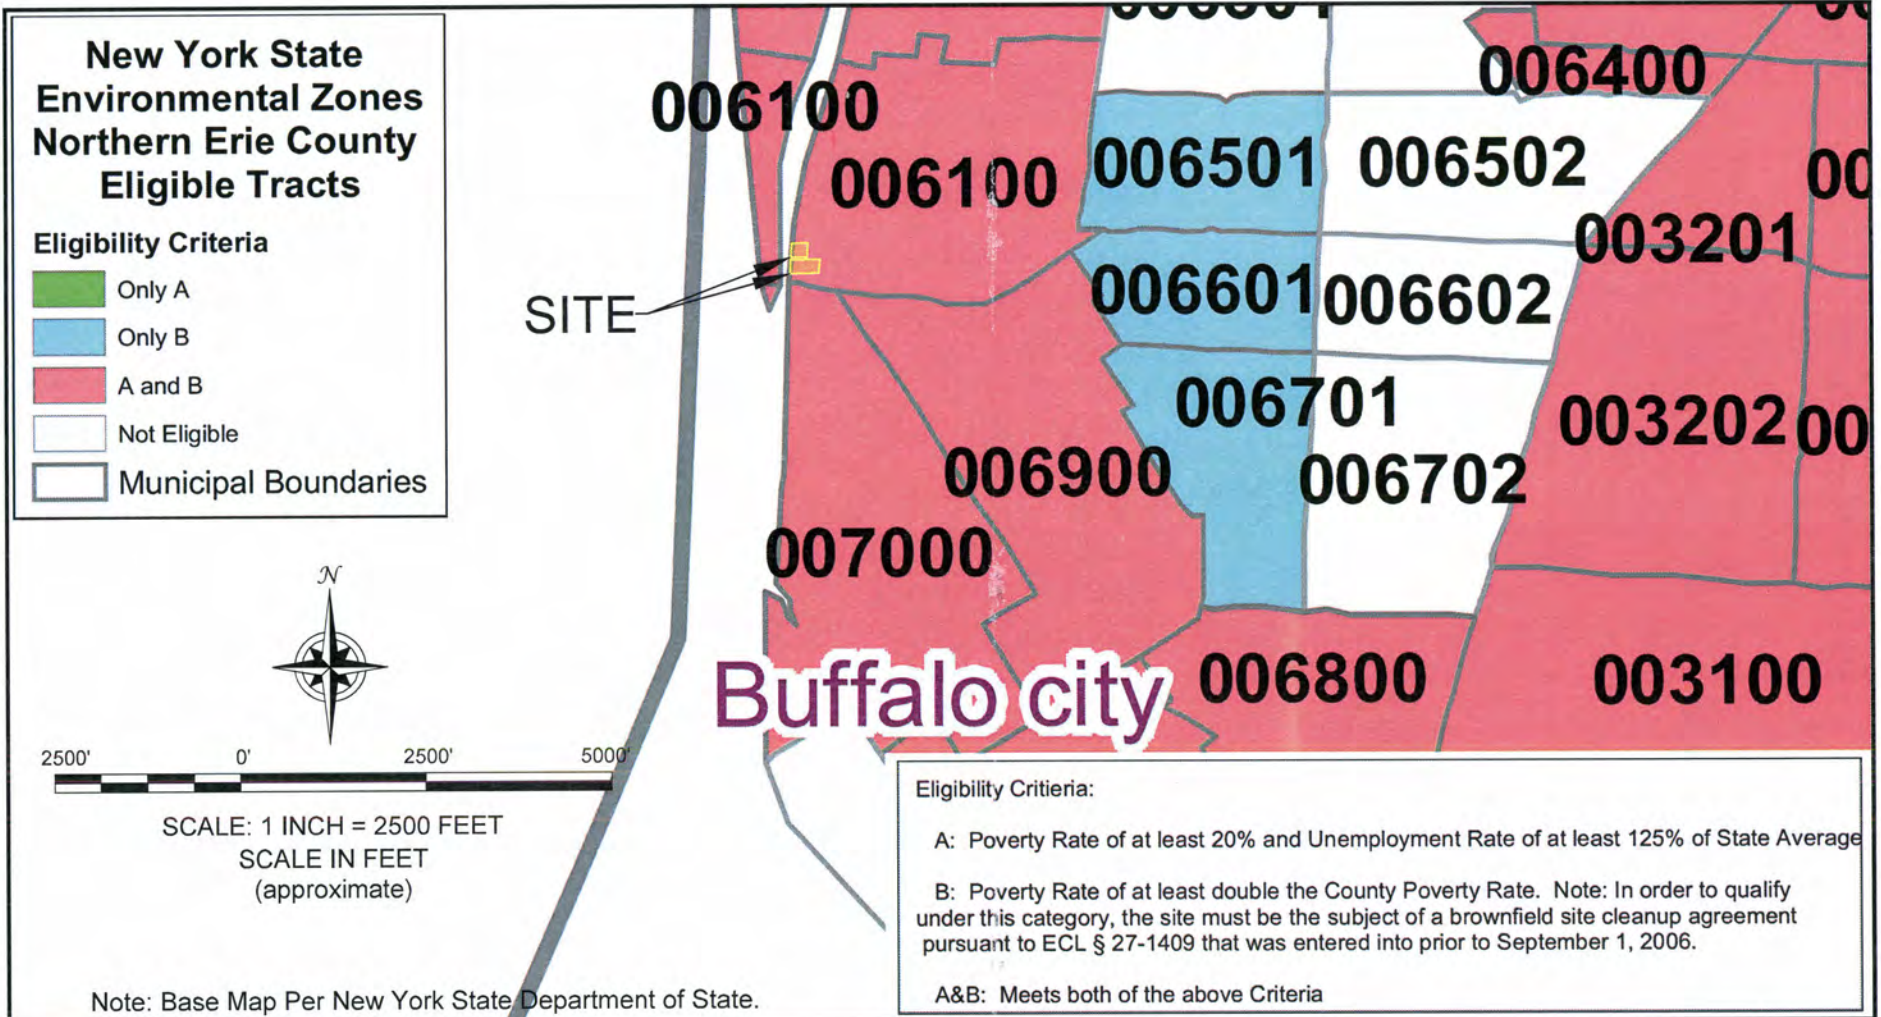 New York State
Environmental Zones
Northern Erie County
Eligible Tracts
Eligibility Criteria
Only A
Only B
A and B
Not Eligible
Municipal Boundaries
006400
006100
006100
006501
006502
00
003201
SITE
006601
006602
006701
003202
00
006900
006702
007000
N
Buffalo city
006800
003100
2500' 0' 2500' 5000'
SCALE: 1 INCH = 2500 FEET
SCALE IN FEET
(approximate)
Eligibility Critieria:
A: Poverty Rate of at least 20% and Unemployment Rate of at least 125% of State Average
B: Poverty Rate of at least double the County Poverty Rate. Note: In order to qualify
under this category, the site must be the subject of a brownfield site cleanup agreement
pursuant to ECL § 27-1409 that was entered into prior to September 1, 2006.
A&B: Meets both of the above Criteria
Note: Base Map Per New York State Department of State.